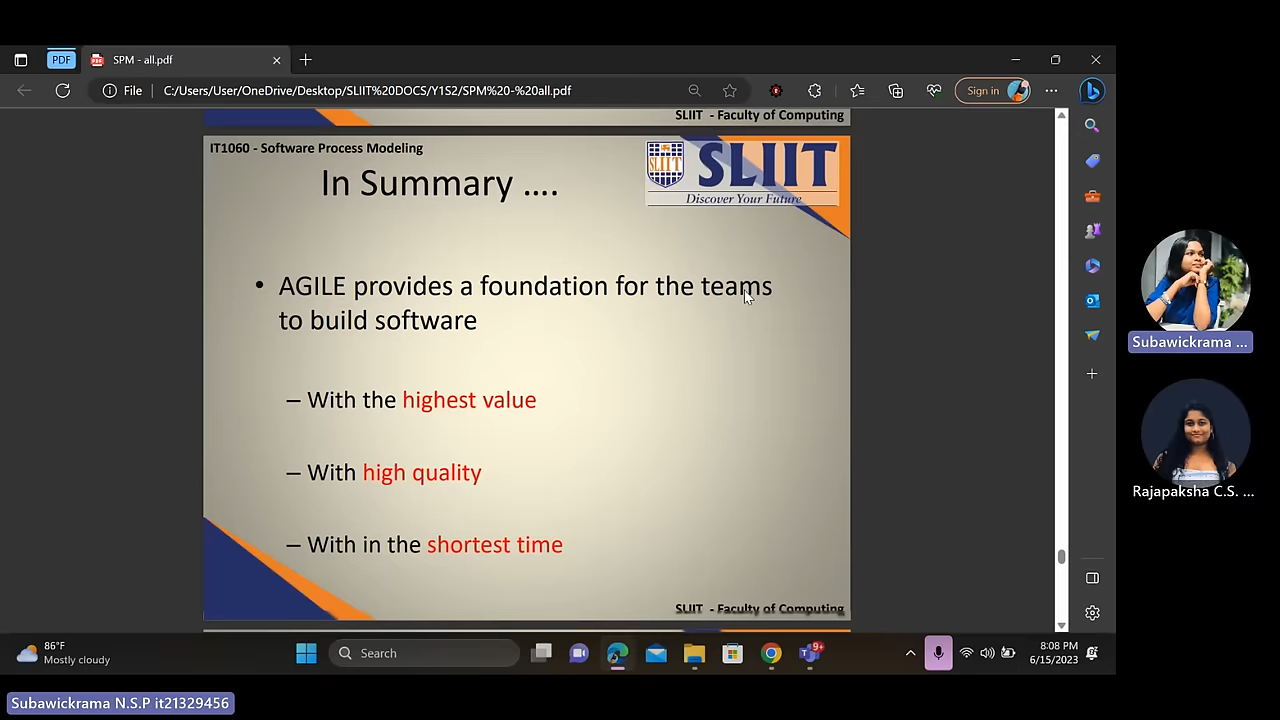 PDF
SPM - all.pdf
File
C:/Users/User/OneDrive/Desktop/SLIIT%20DOCS/Y1S2/SPM%20-%20all.pdf
Sign in
SLIIT - Faculty of Computing
IT1060 - Software Process Modeling
SLIIT
SLIIT
Discover Your Future
In Summary ....
• AGILE provides a foundation for the teams
to build software
– With the highest value
– With high quality
– With in the shortest time
SLIIT - Faculty of Computing
Subawickrama ...
Rajapaksha C.S. ...
86°F
Mostly cloudy
Search
9+
8:08 PM
6/15/2023
Subawickrama N.S.P it21329456